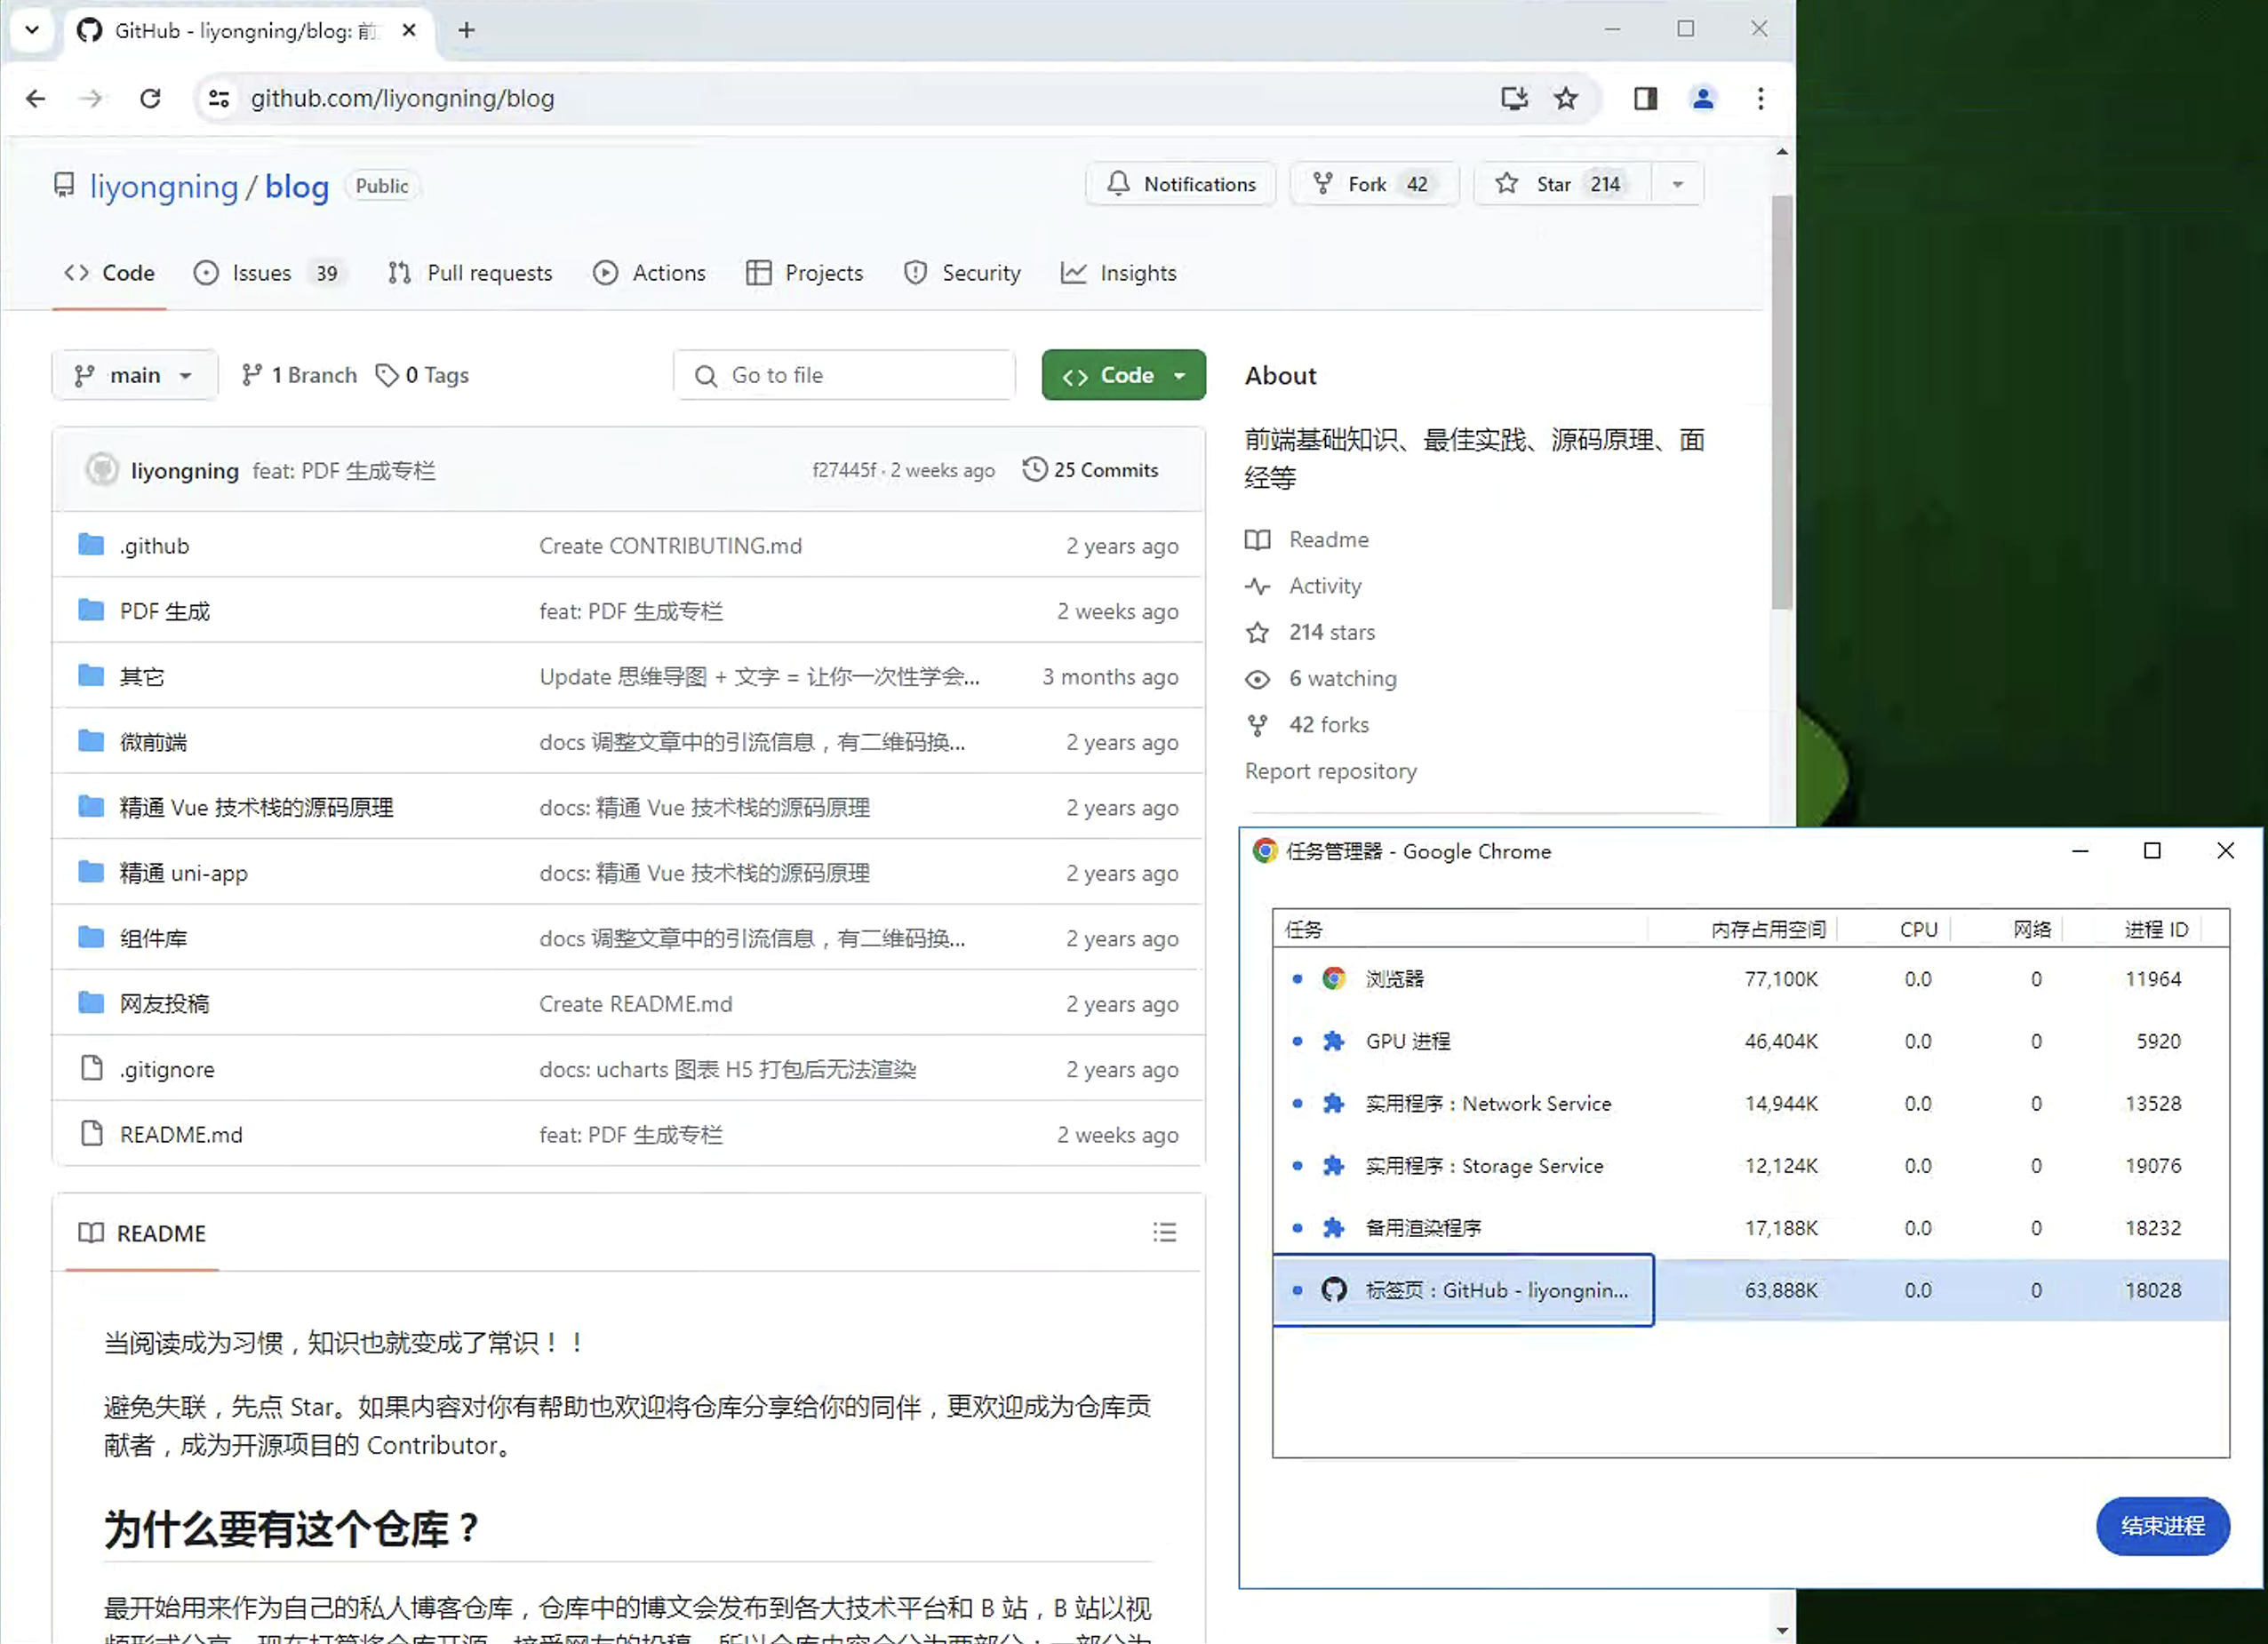 GitHub - liyongning/blog: 前
github.com/liyongning/blog
liyongning / blog Public
Notifications Fork 42 Star 214
Code Issues 39 Pull requests Actions Projects Security Insights
main 1 Branch 0 Tags Go to file Code
liyongning feat: PDF 生成专栏 f27445f · 2 weeks ago 25 Commits
.github Create CONTRIBUTING.md 2 years ago
PDF 生成 feat: PDF 生成专栏 2 weeks ago
其它 Update 思维导图 + 文字 = 让你一次性学会... 3 months ago
微前端 docs 调整文章中的引流信息，有二维码换... 2 years ago
精通 Vue 技术栈的源码原理 docs: 精通 Vue 技术栈的源码原理 2 years ago
精通 uni-app docs: 精通 Vue 技术栈的源码原理 2 years ago
组件库 docs 调整文章中的引流信息，有二维码换... 2 years ago
网友投稿 Create README.md 2 years ago
.gitignore docs: ucharts 图表 H5 打包后无法渲染 2 years ago
README.md feat: PDF 生成专栏 2 weeks ago
README
当阅读成为习惯，知识也就变成了常识！！
避免失联，先点 Star。如果内容对你有帮助也欢迎将仓库分享给你的同伴，更欢迎成为仓库贡
献者，成为开源项目的 Contributor。
为什么要有这个仓库？
最开始用来作为自己的私人博客仓库，仓库中的博文会发布到各大技术平台和 B 站，B 站以视
About
前端基础知识、最佳实践、源码原理、面
经等
Readme
Activity
214 stars
6 watching
42 forks
Report repository
任务管理器 - Google Chrome
任务 内存占用空间 CPU 网络 进程 ID
浏览器 77,100K 0.0 0 11964
GPU 进程 46,404K 0.0 0 5920
实用程序：Network Service 14,944K 0.0 0 13528
实用程序：Storage Service 12,124K 0.0 0 19076
备用渲染程序 17,188K 0.0 0 18232
标签页：GitHub - liyongnin... 63,888K 0.0 0 18028
结束进程